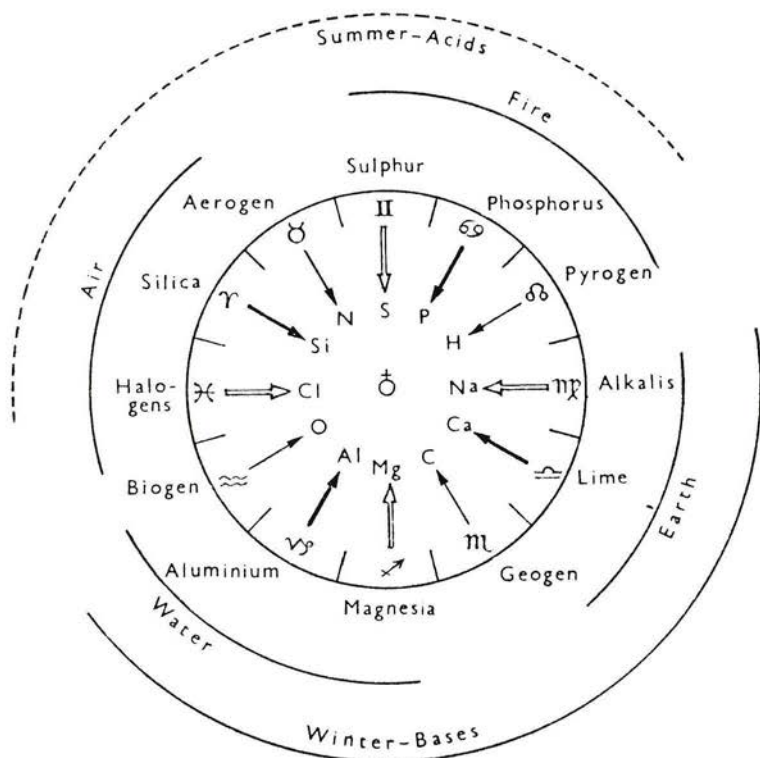 Summer-Acids
Fire
Sulphur
Aerogen
Phosphorus
♊
♉
♋
Air
Silica
Pyrogen
♈
♌
N
S
P
Si
H
Halo-
gens
♓
Cl
♁
Na
♍
Alkalis
O
Ca
Biogen
♒
Al
Mg
C
♎
Lime
Earth
♑
♐
♏
Aluminium
Geogen
Magnesia
Water
Winter-Bases